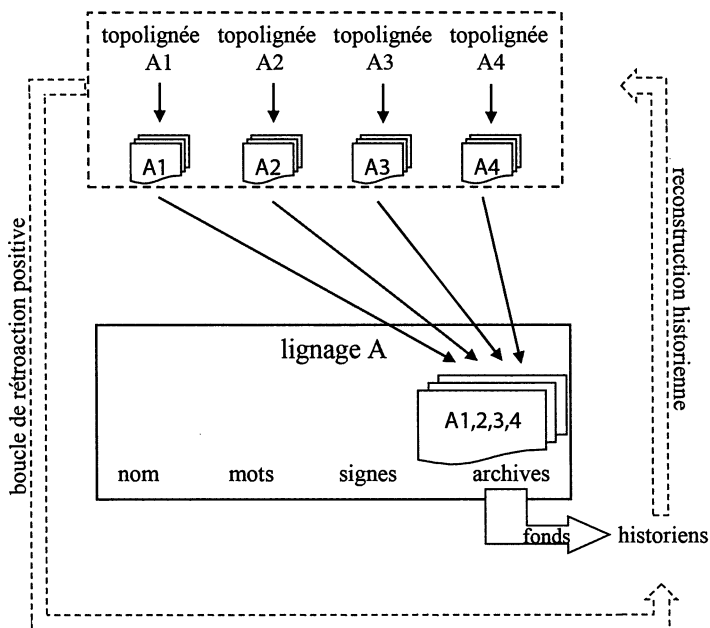 topolignée topolignée topolignée topolignée
A1 A2 A3 A4
A1 A2 A3 A4
boucle de rétroaction positive
reconstruction historienne
lignage A
A1,2,3,4
nom mots signes archives
fonds historiens